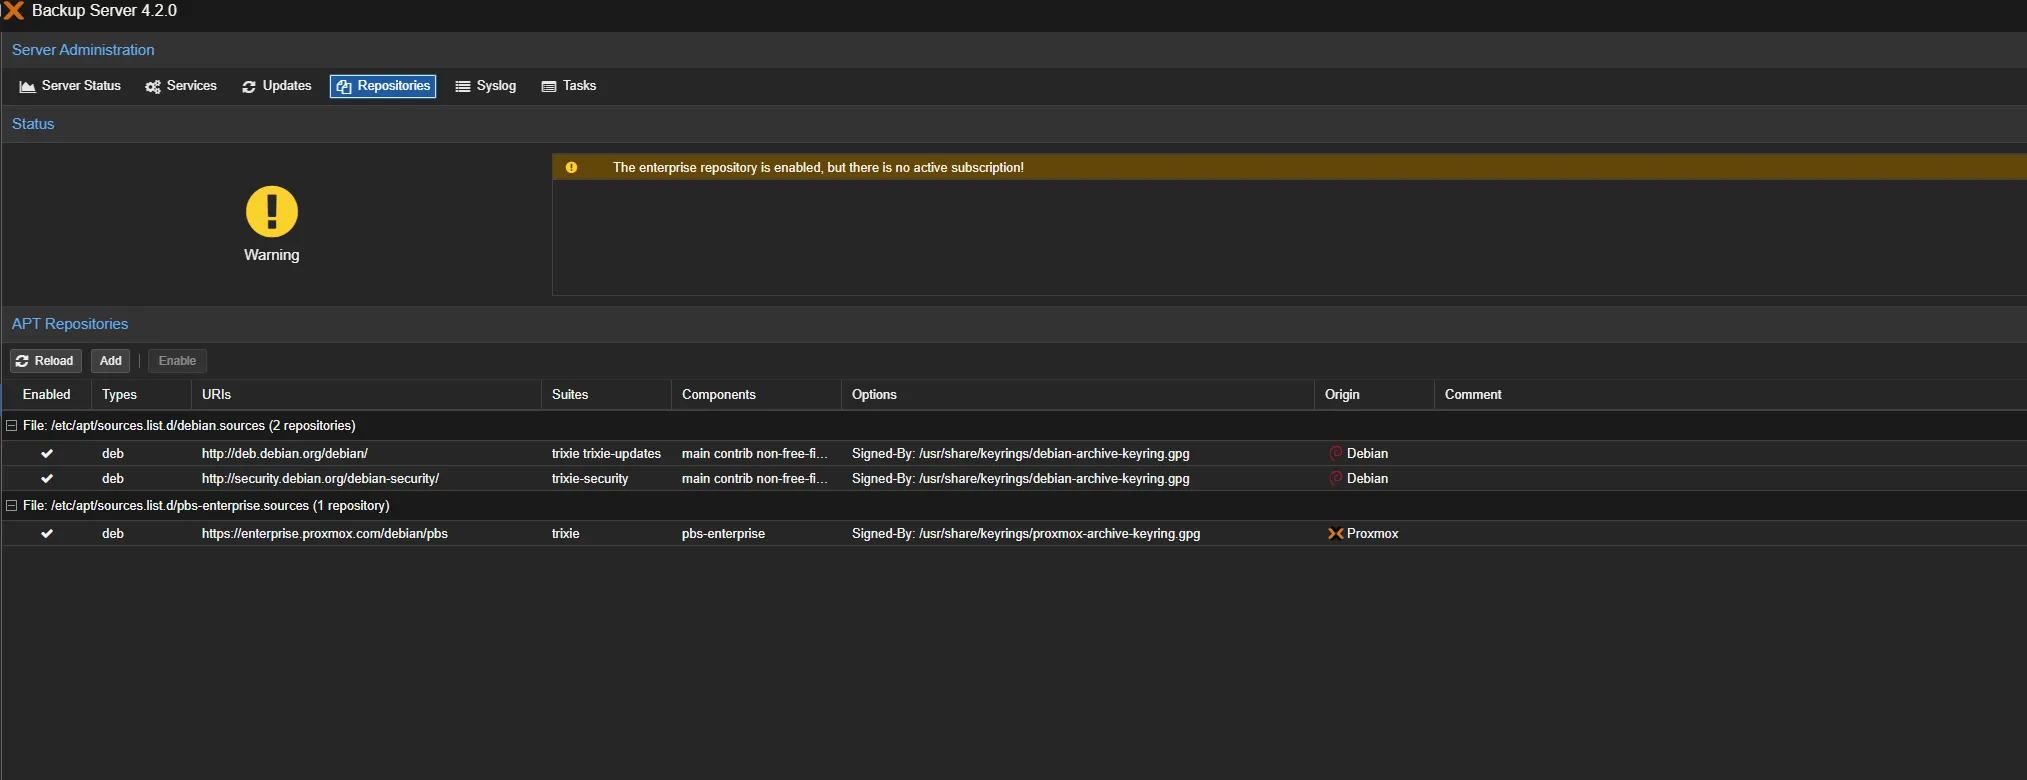 Backup Server 4.2.0
Server Administration
Server Status Services Updates Repositories Syslog Tasks
Status
The enterprise repository is enabled, but there is no active subscription!
Warning
APT Repositories
Reload Add Enable
Enabled Types URIs Suites Components Options Origin Comment
File: /etc/apt/sources.list.d/debian.sources (2 repositories)
deb http://deb.debian.org/debian/ trixie trixie-updates main contrib non-free-fi... Signed-By: /usr/share/keyrings/debian-archive-keyring.gpg Debian
deb http://security.debian.org/debian-security/ trixie-security main contrib non-free-fi... Signed-By: /usr/share/keyrings/debian-archive-keyring.gpg Debian
File: /etc/apt/sources.list.d/pbs-enterprise.sources (1 repository)
deb https://enterprise.proxmox.com/debian/pbs trixie pbs-enterprise Signed-By: /usr/share/keyrings/proxmox-archive-keyring.gpg Proxmox